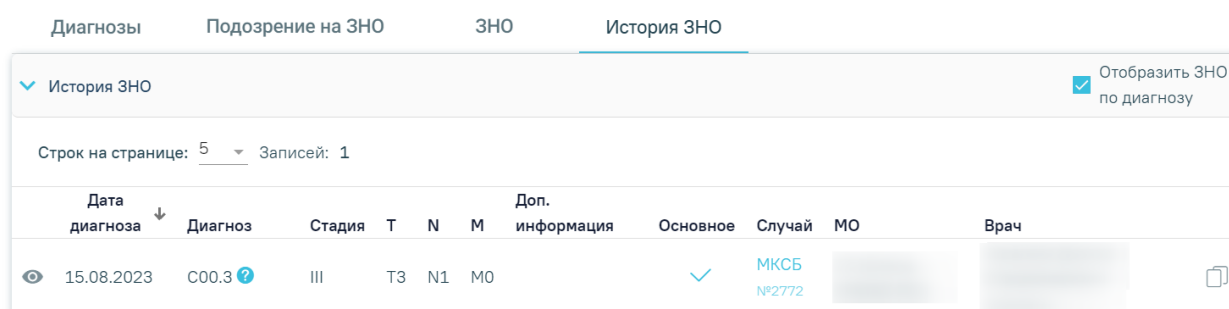 Диагнозы Подозрение на ЗНО ЗНО История ЗНО
История ЗНО
Отобразить ЗНО
по диагнозу
Строк на странице: 5 Записей: 1
Дата
диагноза Диагноз Стадия T N M Доп.
информация Основное Случай МО Врач
15.08.2023 C00.3 ? III T3 N1 M0 МКСБ
№2772